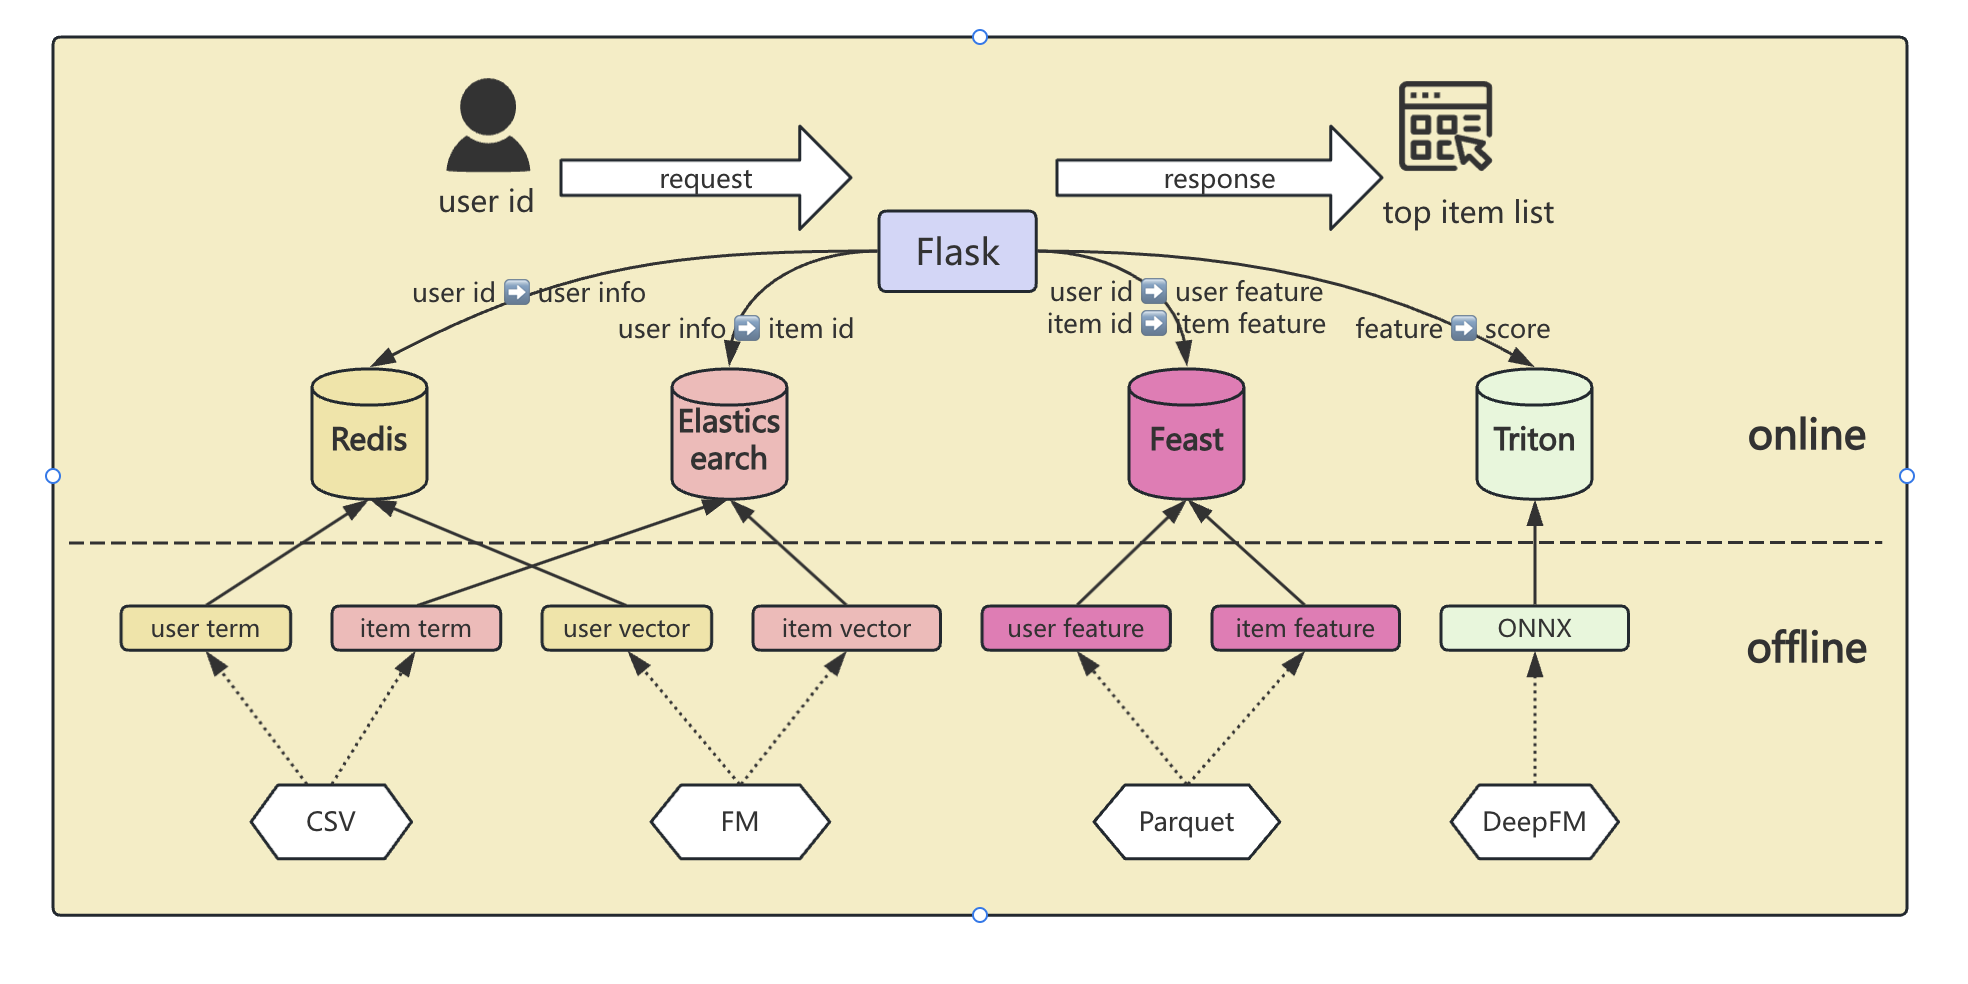 user id
request
response
top item list
Flask
user id ➡ user info
user info ➡ item id
user id ➡ user feature
item id ➡ item feature
feature ➡ score
Redis
Elastics
earch
Feast
Triton
online
user term
item term
user vector
item vector
user feature
item feature
ONNX
offline
CSV
FM
Parquet
DeepFM